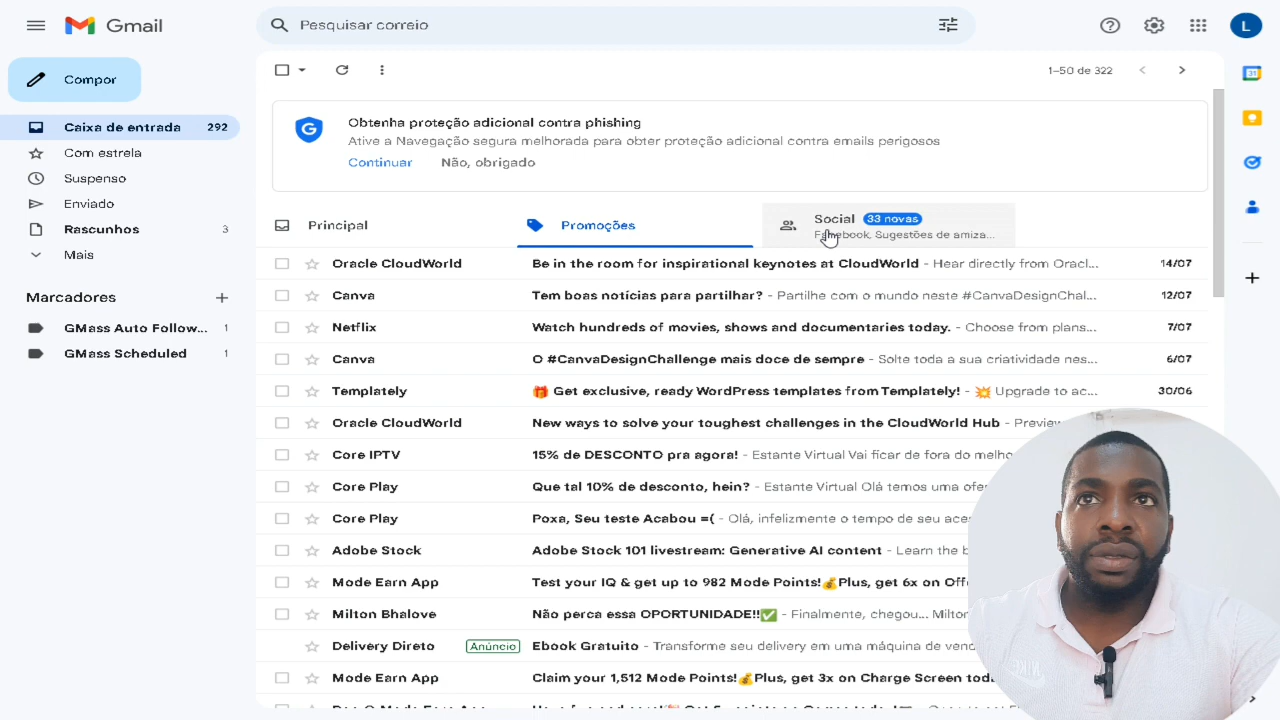 Gmail
Pesquisar correio
L
Compor
1–50 de 322
31
Caixa de entrada 292
Com estrela
Suspenso
Enviado
Rascunhos 3
Mais
Marcadores
GMass Auto Follow... 1
GMass Scheduled 1
G
Obtenha proteção adicional contra phishing
Ative a Navegação segura melhorada para obter proteção adicional contra emails perigosos
Continuar Não, obrigado
Principal
Promoções
Social 33 novas
Facebook, Sugestões de amiza...
Oracle CloudWorld Be in the room for inspirational keynotes at CloudWorld - Hear directly from Oracl... 14/07
Canva Tem boas notícias para partilhar? - Partilhe com o mundo neste #CanvaDesignChal... 12/07
Netflix Watch hundreds of movies, shows and documentaries today. - Choose from plans... 7/07
Canva O #CanvaDesignChallenge mais doce de sempre - Solte toda a sua criatividade nes... 6/07
Templately 🎁 Get exclusive, ready WordPress templates from Templately! - 💥 Upgrade to ac... 30/06
Oracle CloudWorld New ways to solve your toughest challenges in the CloudWorld Hub - Preview
Core IPTV 15% de DESCONTO pra agora! - Estante Virtual Vai ficar de fora do melho
Core Play Que tal 10% de desconto, hein? - Estante Virtual Olá temos uma ofer
Core Play Poxa, Seu teste Acabou =( - Olá, infelizmente o tempo de seu aces
Adobe Stock Adobe Stock 101 livestream: Generative AI content - Learn the b
Mode Earn App Test your IQ & get up to 982 Mode Points!💰Plus, get 6x on Off
Milton Bhalove Não perca essa OPORTUNIDADE!!✅ - Finalmente, chegou... Milton
Delivery Direto Anúncio Ebook Gratuito - Transforme seu delivery em uma máquina de vend
Mode Earn App Claim your 1,512 Mode Points!💰Plus, get 3x on Charge Screen toda
NIKE